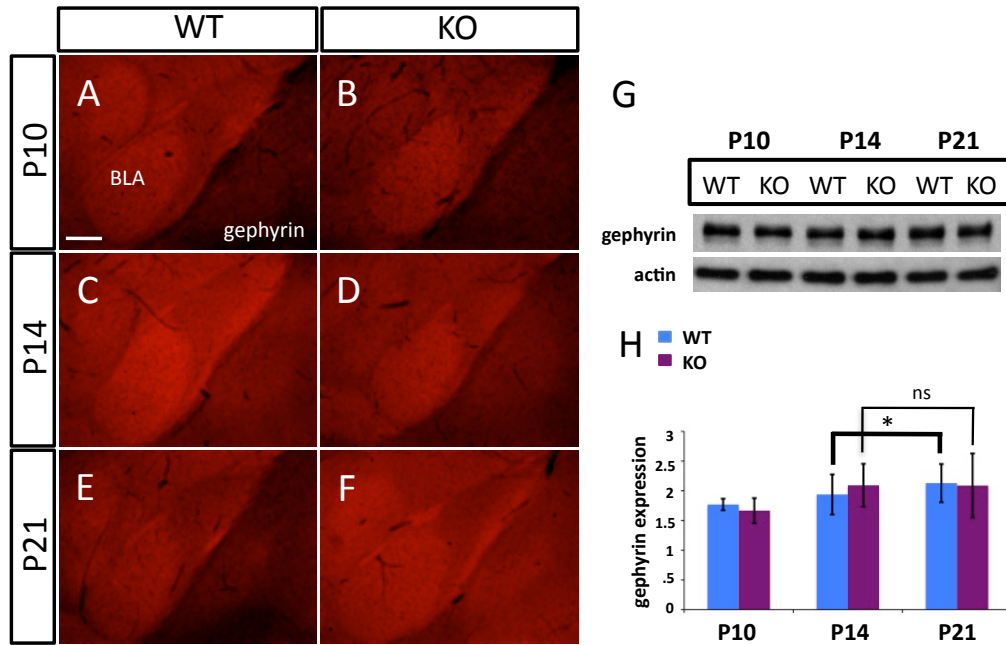 WT KO
P10
P14
P21
A
B
BLA
gephyrin
C
D
E
F
G
P10 P14 P21
WT KO WT KO WT KO
gephyrin
actin
H
WT
KO
ns
*
3
2.5
2
1.5
1
.5
0
gephyrin expression
P10 P14 P21